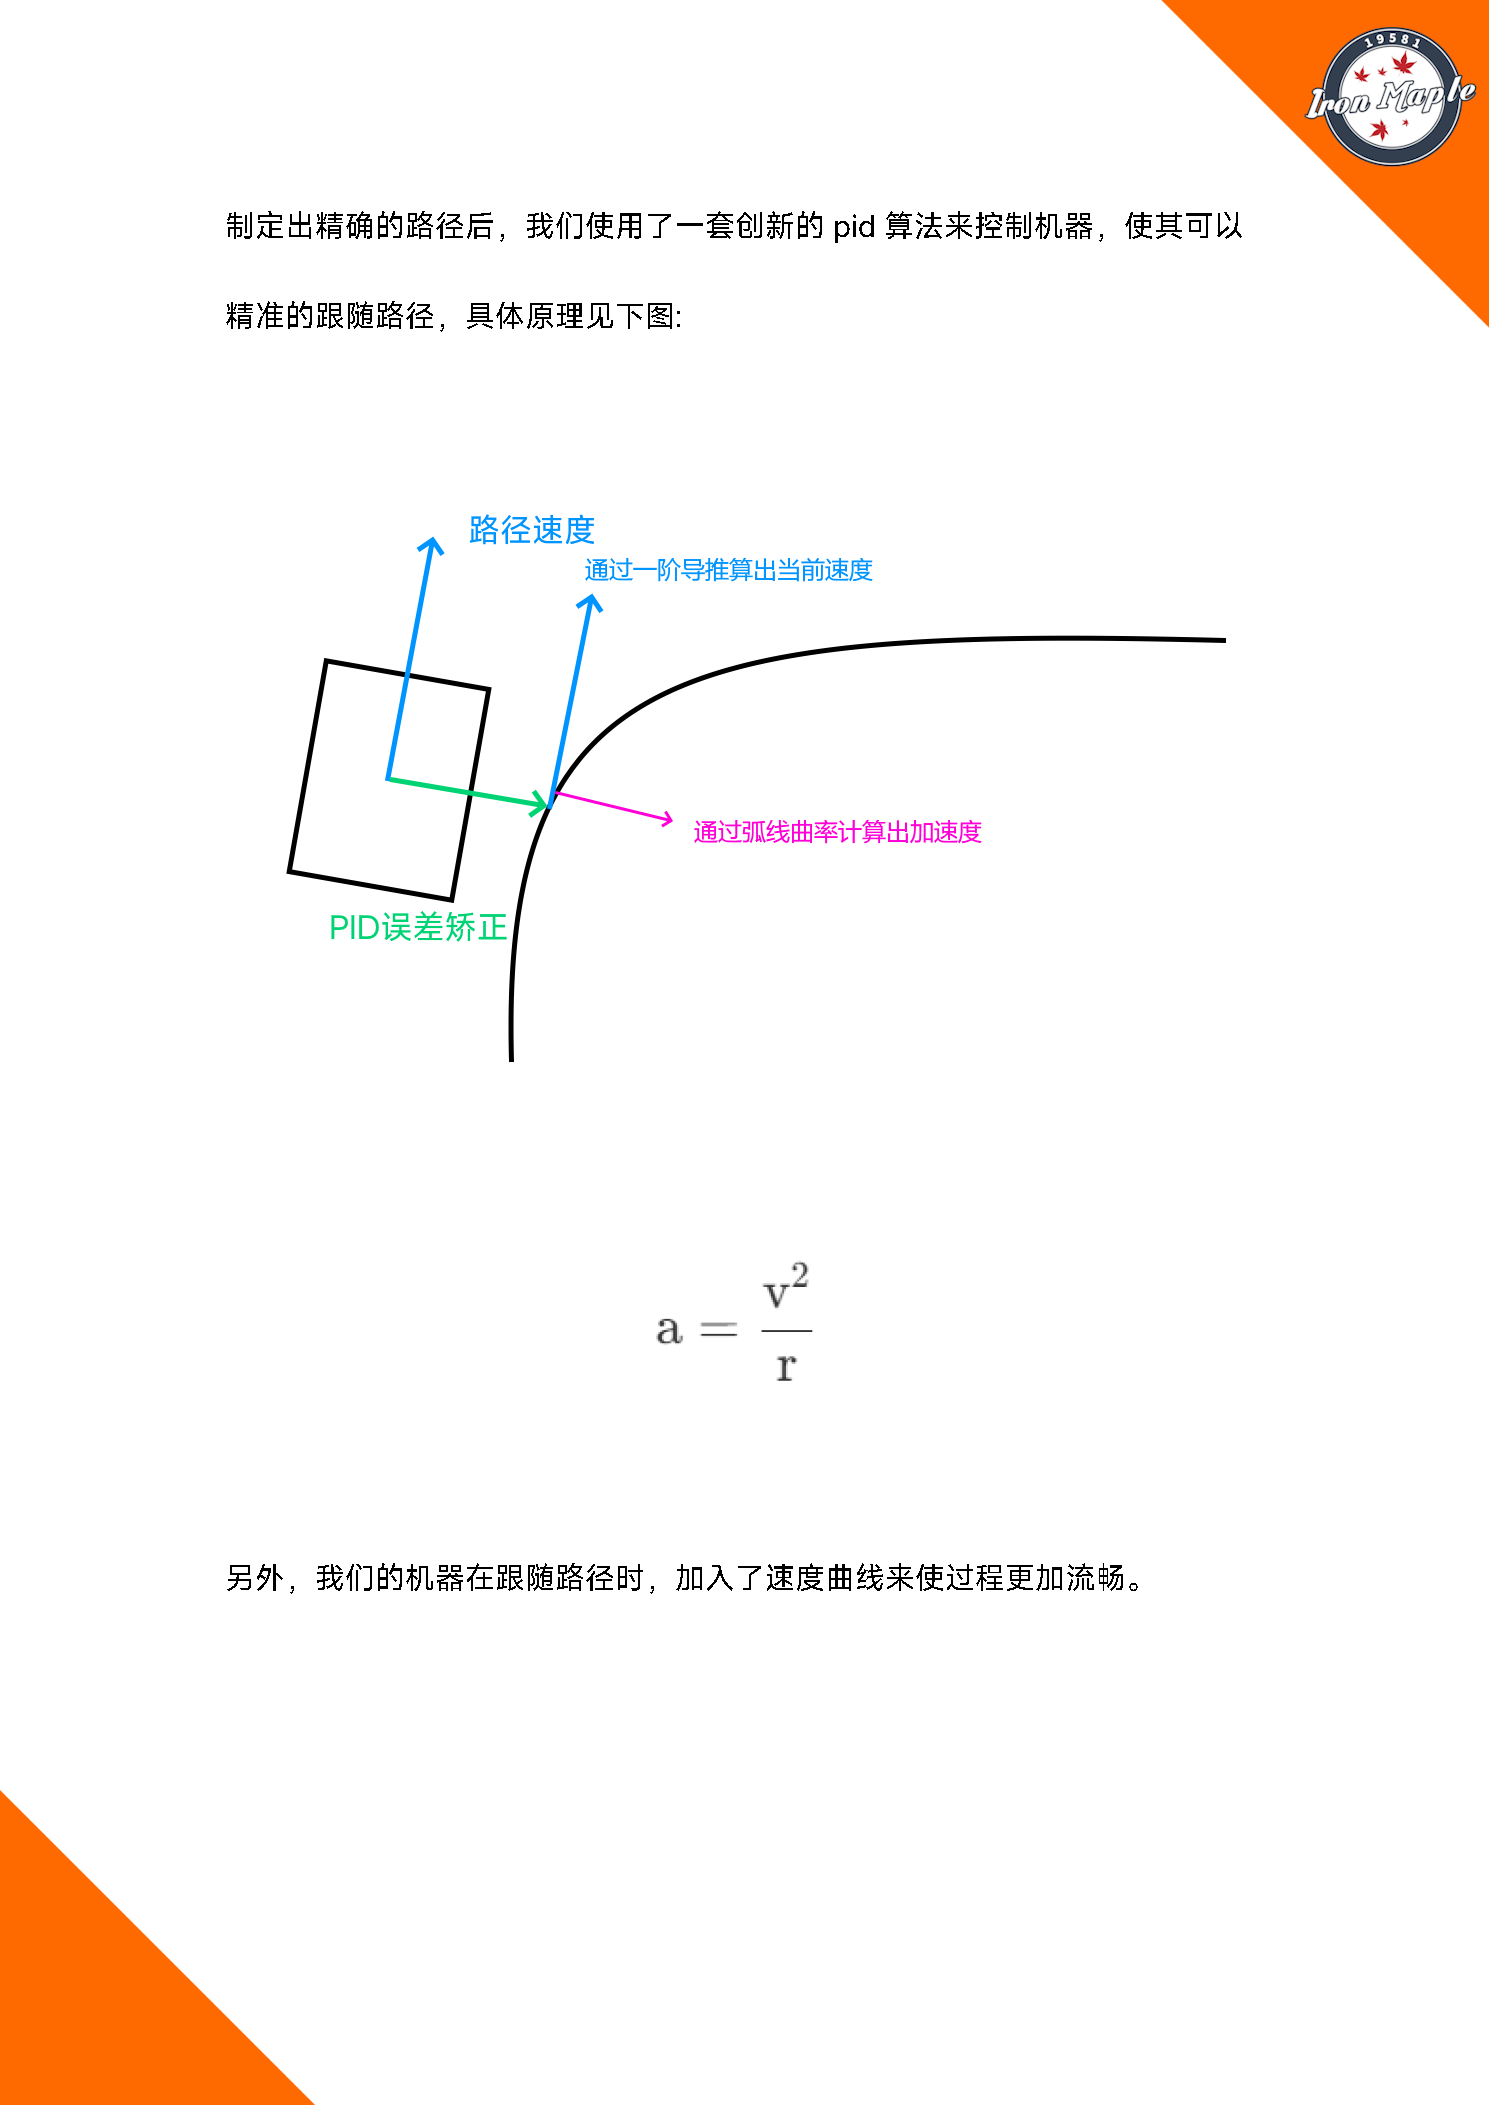 19581
Iron Maple
制定出精确的路径后，我们使用了一套创新的 pid 算法来控制机器，使其可以
精准的跟随路径，具体原理见下图:
路径速度
通过一阶导推算出当前速度
通过弧线曲率计算出加速度
PID误差矫正
a = v²/r
另外，我们的机器在跟随路径时，加入了速度曲线来使过程更加流畅。